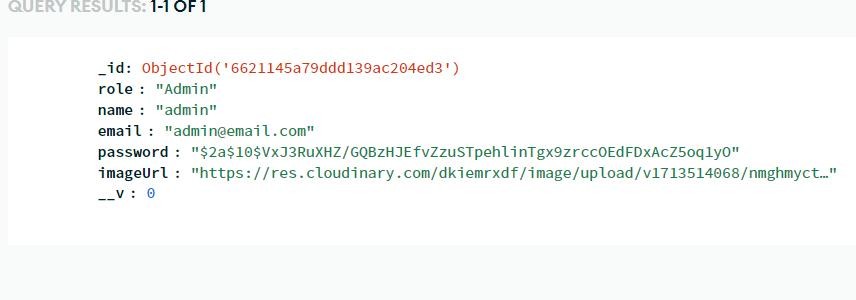 QUERY RESULTS: 1-1 OF 1
_id: ObjectId('6621145a79ddd139ac204ed3')
role : "Admin"
name : "admin"
email : "admin@email.com"
password : "$2a$10$VxJ3RuXHZ/GQBzHJEfvZzuSTpehlinTgx9zrccOEdFDxAcZ5oq1yO"
imageUrl : "https://res.cloudinary.com/dkiemrxdf/image/upload/v1713514068/nmghmyct…"
__v : 0